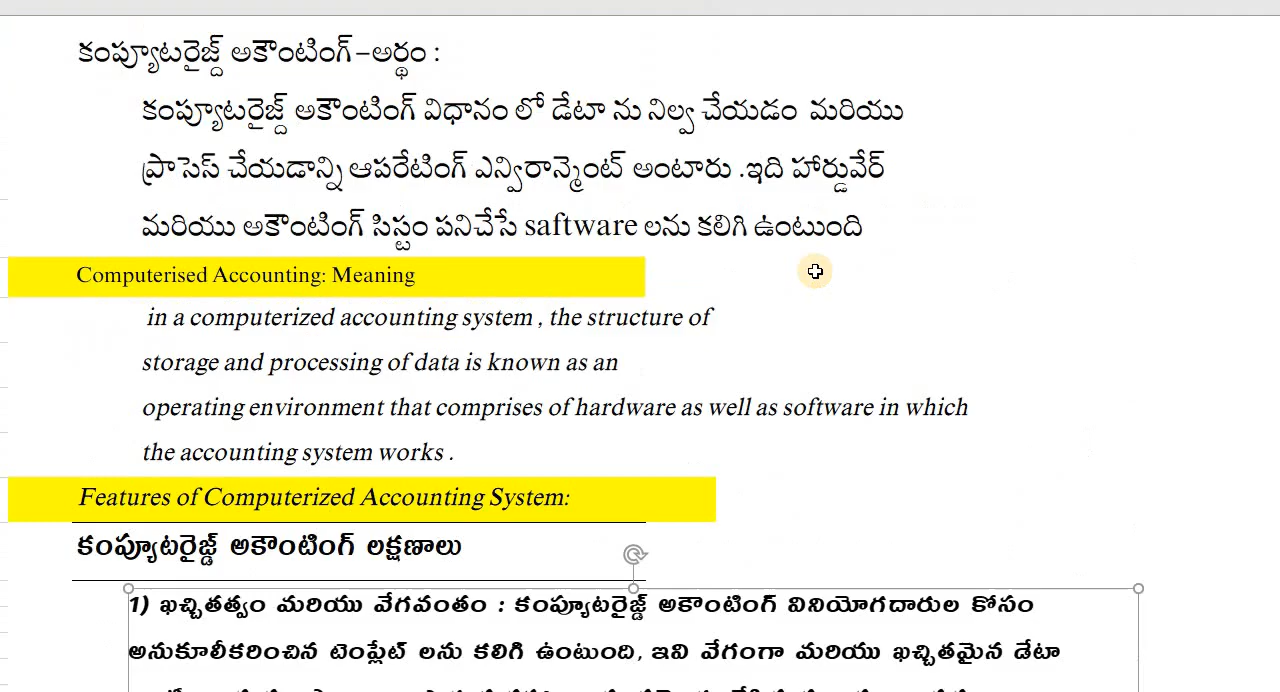 కంప్యూటరైజ్ద్ అకౌంటింగ్–అర్థం :
కంప్యూటరైజ్ద్ అకౌంటింగ్ విధానం లో డేటా ను నిల్వ చేయడం మరియు
ప్రాసెస్ చేయడాన్ని ఆపరేటింగ్ ఎన్విరాన్మెంట్ అంటారు .ఇది హార్డువేర్
మరియు అకౌంటింగ్ సిస్టం పనిచేసే saftware లను కలిగి ఉంటుంది
Computerised Accounting: Meaning
in a computerized accounting system , the structure of
storage and processing of data is known as an
operating environment that comprises of hardware as well as software in which
the accounting system works .
Features of Computerized Accounting System:
కంప్యూటరైజ్డ్ అకౌంటింగ్ లక్షణాలు
1) ఖచ్చితత్వం మరియు వేగవంతం : కంప్యూటరైజ్డ్ అకౌంటింగ్ వినియోగదారుల కోసం
అనుకూలీకరించిన టెంప్లేట్ లను కలిగి ఉంటుంది, ఇవి వేగంగా మరియు ఖచ్చితమైన డేటా